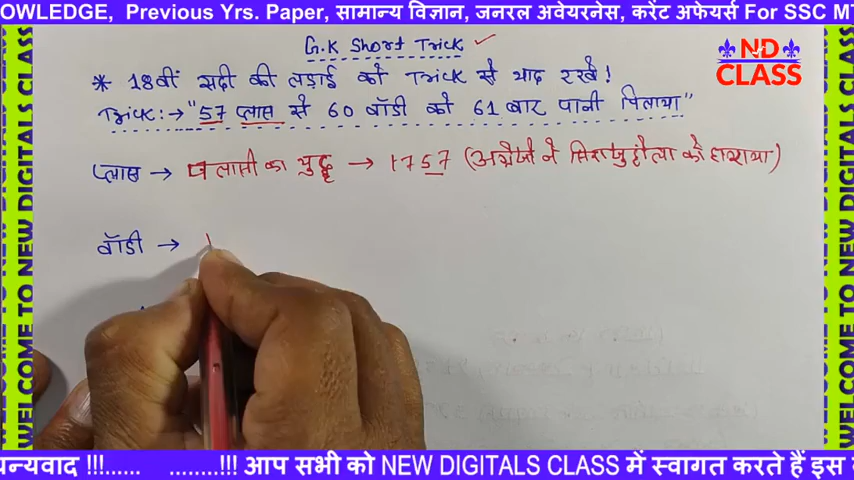 OWLEDGE, Previous Yrs. Paper, सामान्य विज्ञान, जनरल अवेयरनेस, करेंट अफेयर्स For SSC MT
G.K Short Trick
ND
CLASS
* 18वीं सदी की लड़ाई को Trick से याद रखें!
Trick:→ "57 प्लास से 60 बॉडी को 61 बार पानी पिलाया"
प्लास → प्लासी का युद्ध → 1757 (अंग्रेजो ने सिराजुद्दौला को हराया)
बॉडी →
WELCOME TO NEW DIGITALS CLASS
WELCOME TO NEW DIGITALS CLASS
धन्यवाद !!!...... ........!!! आप सभी को NEW DIGITALS CLASS में स्वागत करते हैं इस